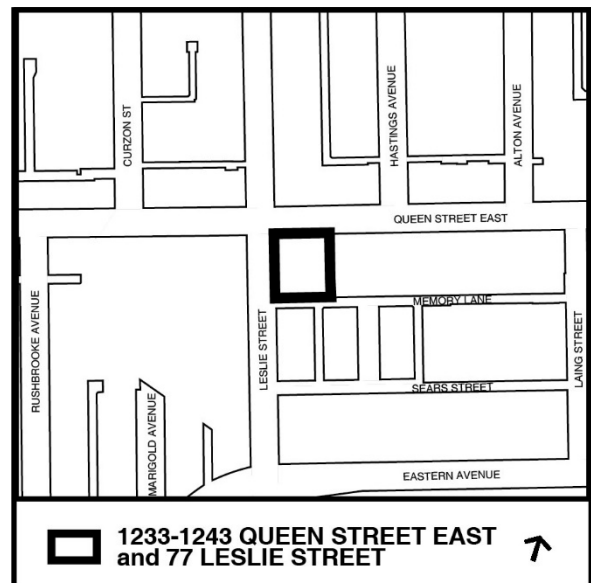 CURZON ST
HASTINGS AVENUE
ALTON AVENUE
QUEEN STREET EAST
RUSHBROOKE AVENUE
LESLIE STREET
MEMORY LANE
LAING STREET
SEARS STREET
MARIGOLD AVENUE
EASTERN AVENUE
1233-1243 QUEEN STREET EAST
and 77 LESLIE STREET